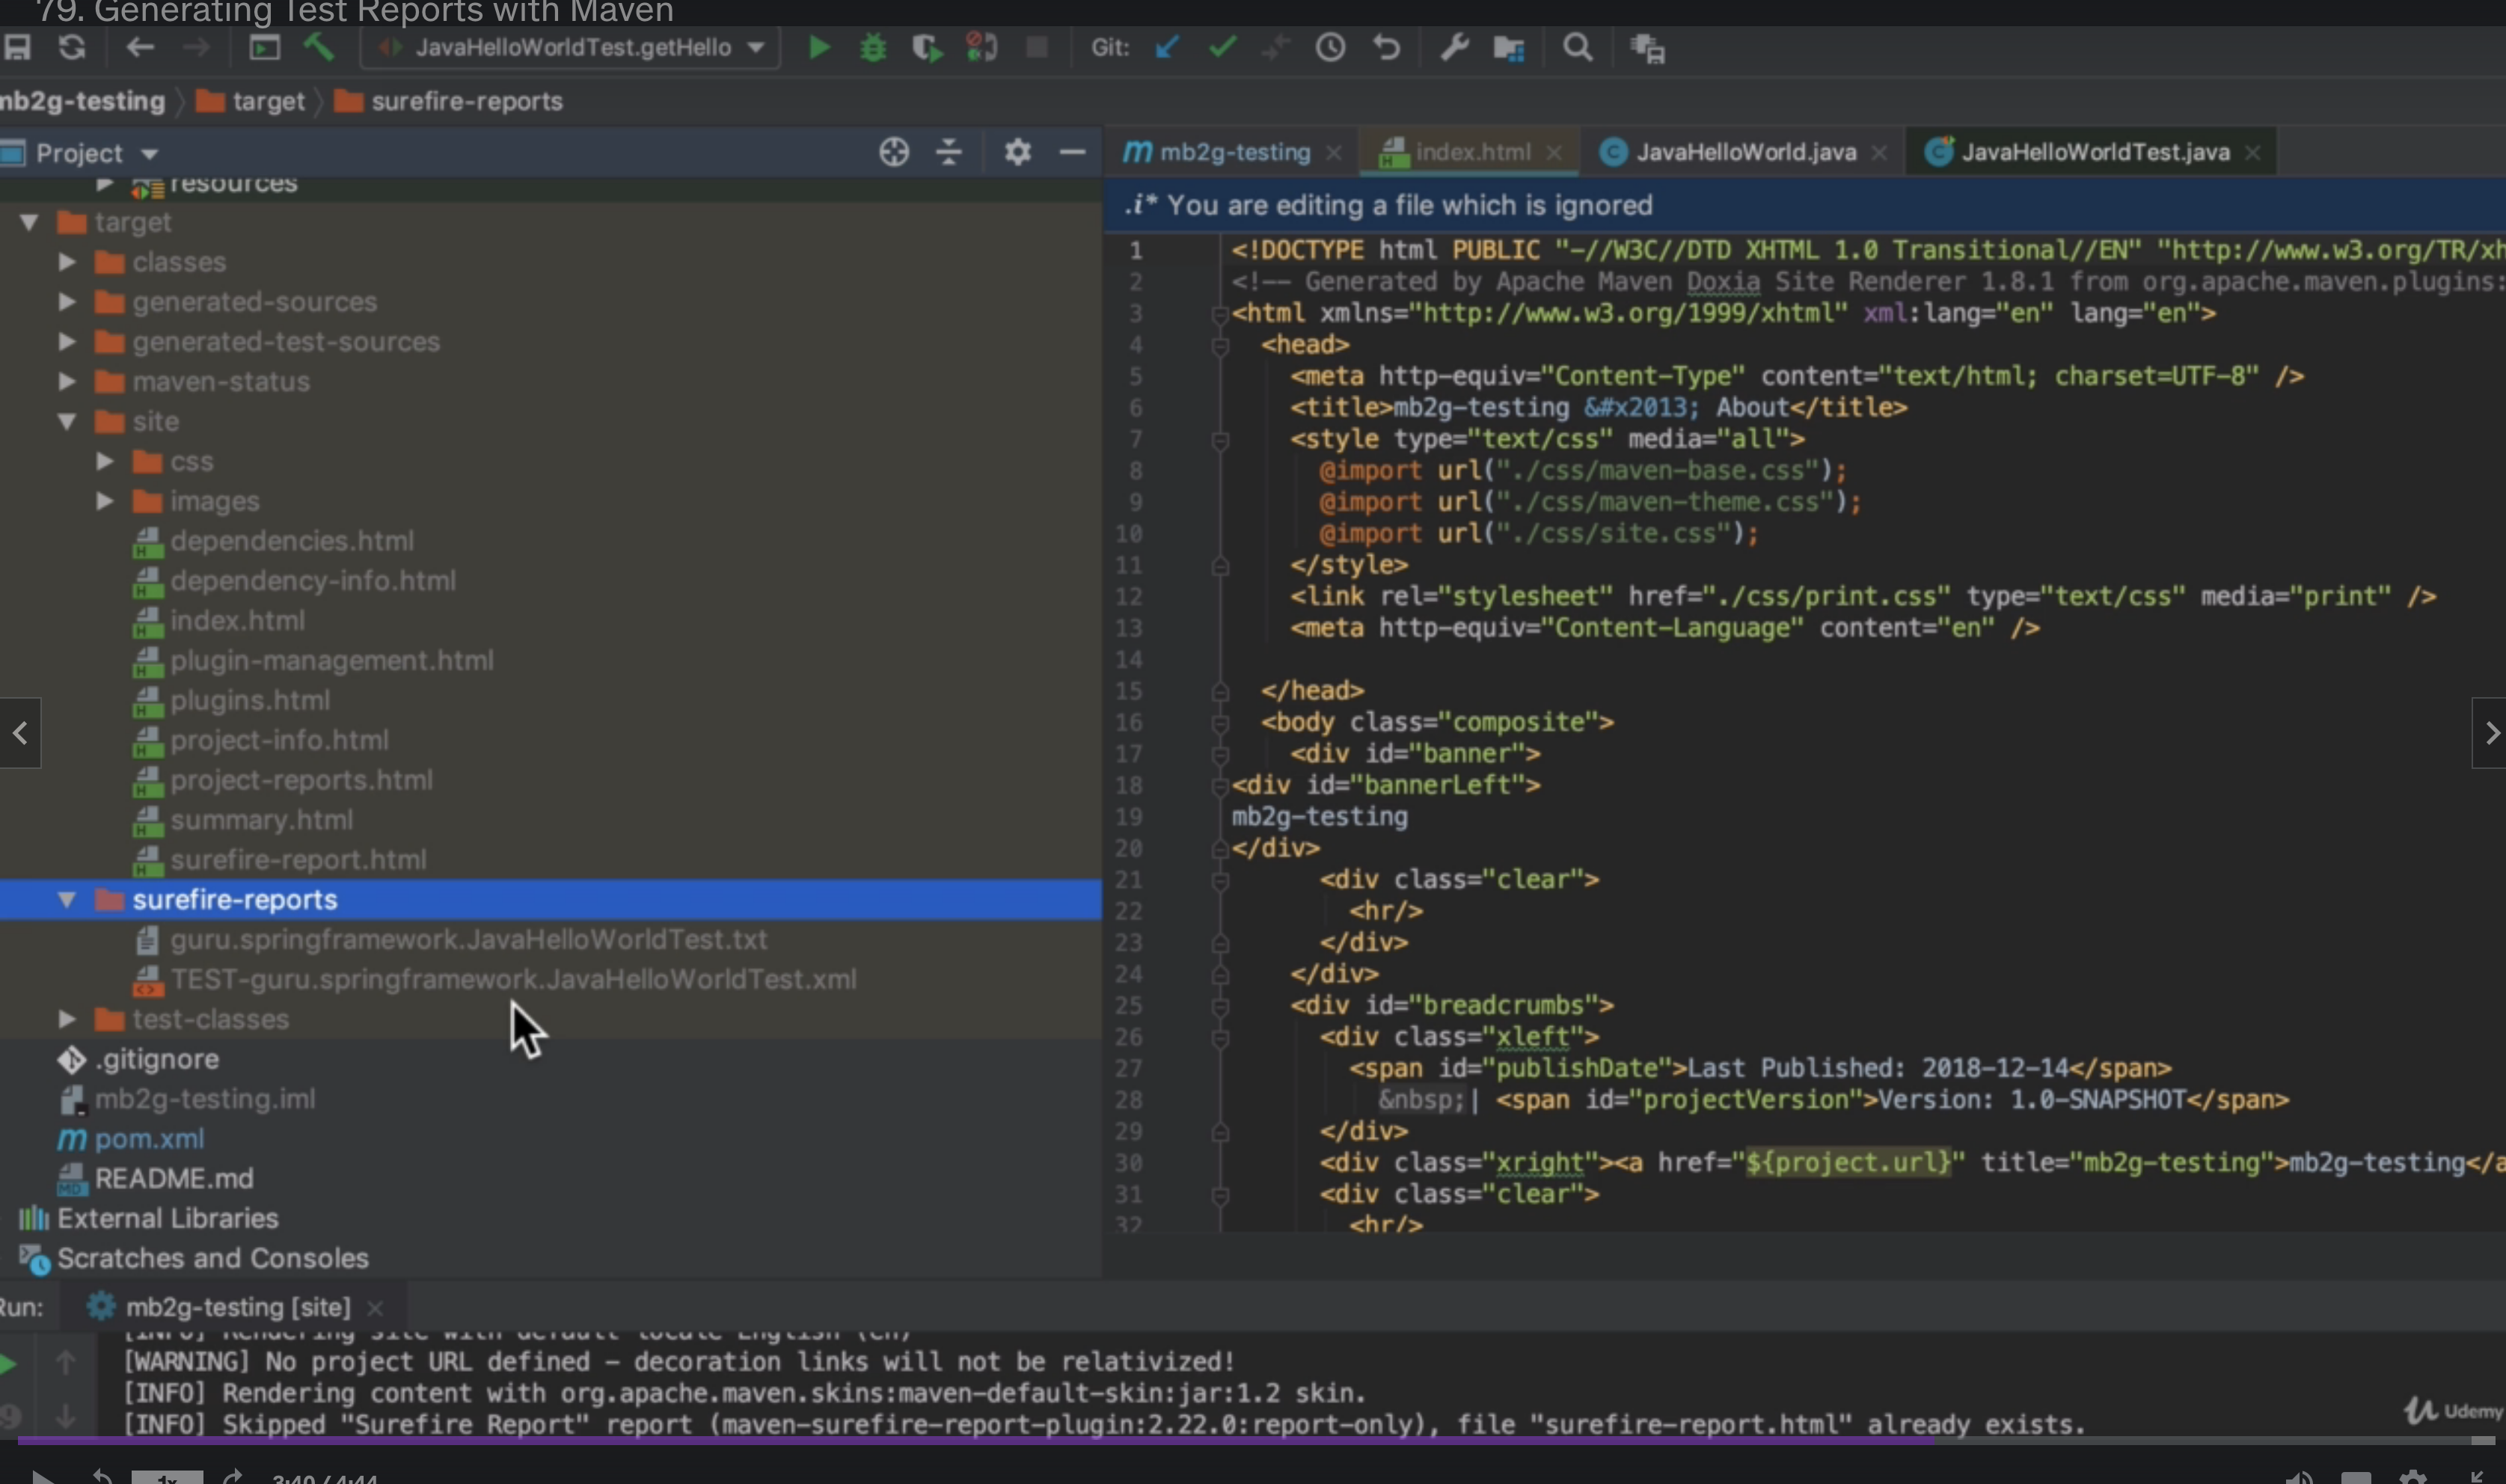 79. Generating Test Reports with Maven
JavaHelloWorldTest.getHello
Git:
mb2g-testing
target
surefire-reports
Project
mb2g-testing
index.html
JavaHelloWorld.java
JavaHelloWorldTest.java
resources
target
classes
generated-sources
generated-test-sources
maven-status
site
css
images
dependencies.html
dependency-info.html
index.html
plugin-management.html
plugins.html
project-info.html
project-reports.html
summary.html
surefire-report.html
surefire-reports
guru.springframework.JavaHelloWorldTest.txt
TEST-guru.springframework.JavaHelloWorldTest.xml
test-classes
.gitignore
mb2g-testing.iml
pom.xml
README.md
External Libraries
Scratches and Consoles
.i* You are editing a file which is ignored
1 <!DOCTYPE html PUBLIC "-//W3C//DTD XHTML 1.0 Transitional//EN" "http://www.w3.org/TR/xh
2 <!-- Generated by Apache Maven Doxia Site Renderer 1.8.1 from org.apache.maven.plugins:
3 <html xmlns="http://www.w3.org/1999/xhtml" xml:lang="en" lang="en">
4 <head>
5 <meta http-equiv="Content-Type" content="text/html; charset=UTF-8" />
6 <title>mb2g-testing &#x2013; About</title>
7 <style type="text/css" media="all">
8 @import url("./css/maven-base.css");
9 @import url("./css/maven-theme.css");
10 @import url("./css/site.css");
11 </style>
12 <link rel="stylesheet" href="./css/print.css" type="text/css" media="print" />
13 <meta http-equiv="Content-Language" content="en" />
14
15 </head>
16 <body class="composite">
17 <div id="banner">
18 <div id="bannerLeft">
19 mb2g-testing
20 </div>
21 <div class="clear">
22 <hr/>
23 </div>
24 </div>
25 <div id="breadcrumbs">
26 <div class="xleft">
27 <span id="publishDate">Last Published: 2018-12-14</span>
28 &nbsp;| <span id="projectVersion">Version: 1.0-SNAPSHOT</span>
29 </div>
30 <div class="xright"><a href="${project.url}" title="mb2g-testing">mb2g-testing</a
31 <div class="clear">
32 <hr/>
Run:
mb2g-testing [site]
[INFO] Rendering site with default locale English (en)
[WARNING] No project URL defined - decoration links will not be relativized!
[INFO] Rendering content with org.apache.maven.skins:maven-default-skin:jar:1.2 skin.
[INFO] Skipped "Surefire Report" report (maven-surefire-report-plugin:2.22.0:report-only), file "surefire-report.html" already exists.
Udemy
1x
3:40 / 4:44